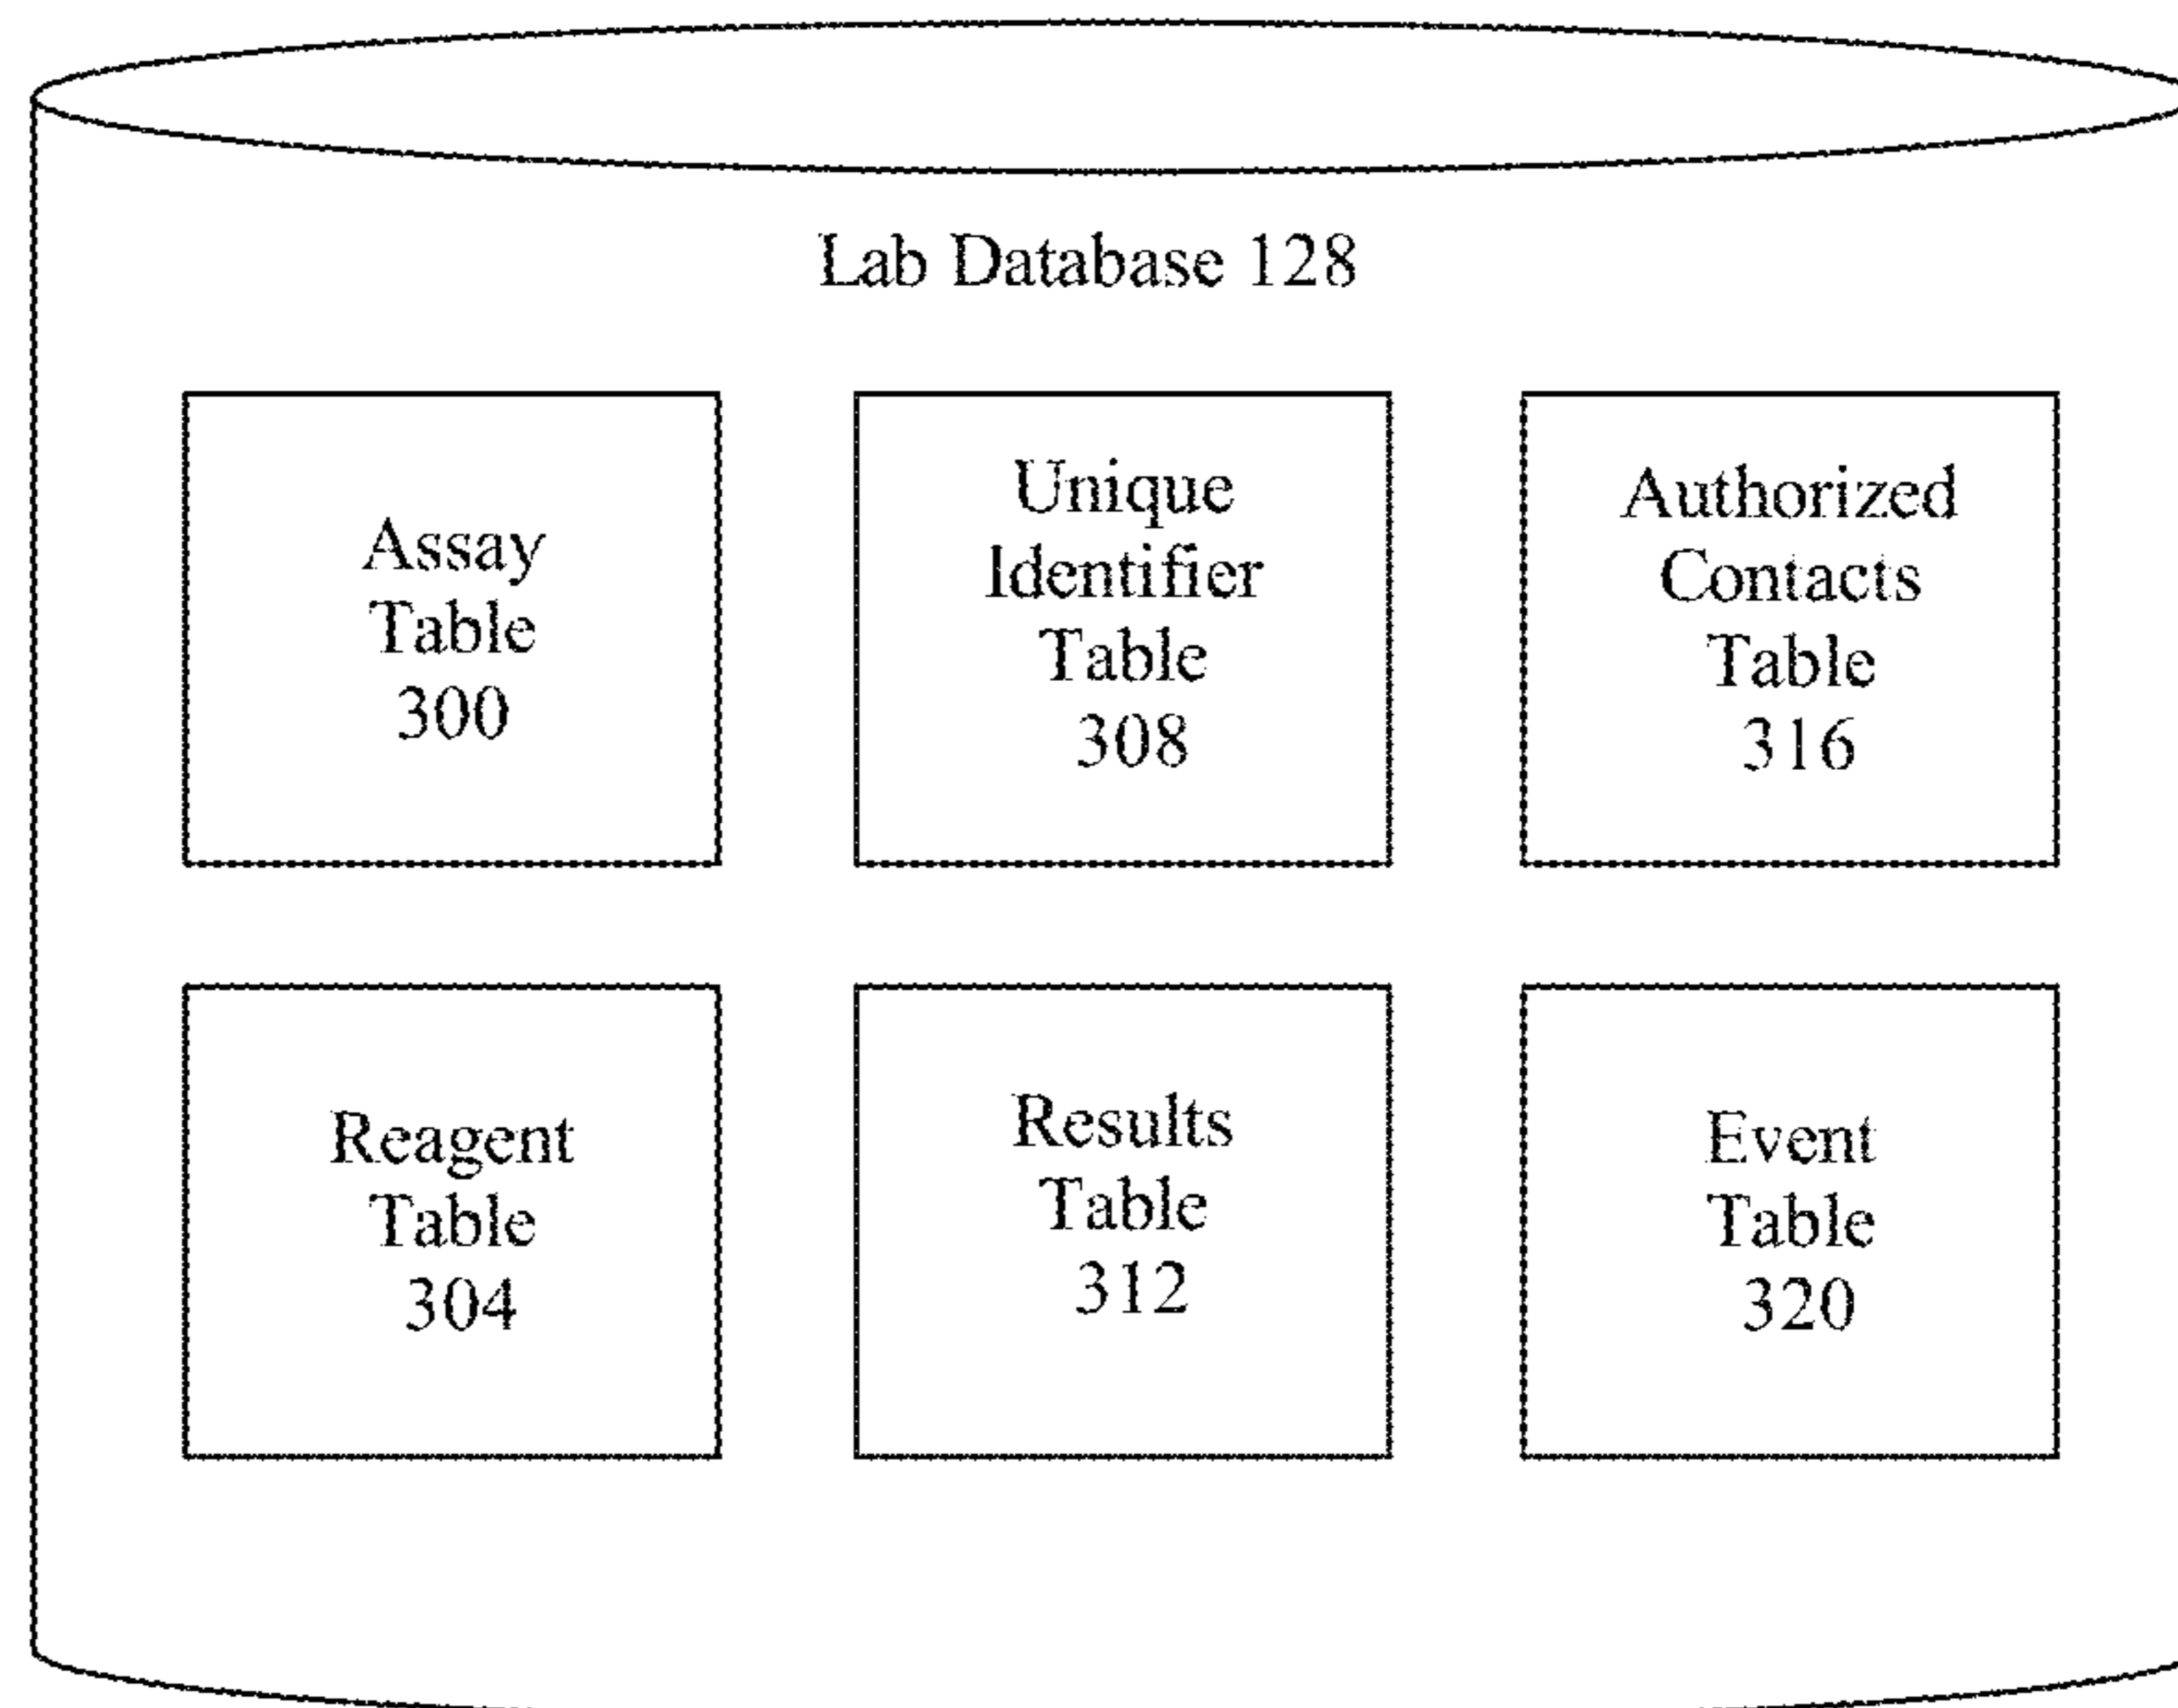 Lab Database 128
Assay
Table
300
Unique
Identifier
Table
308
Authorized
Contacts
Table
316
Reagent
Table
304
Results
Table
312
Event
Table
320